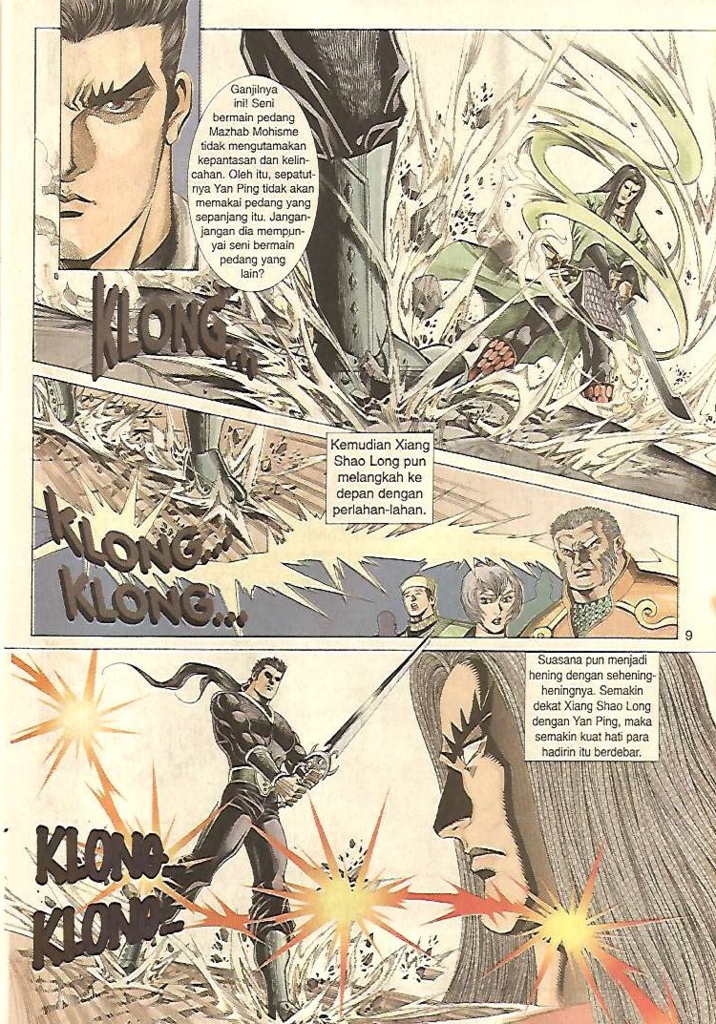 Ganjilnya
ini! Seni
bermain pedang
Mazhab Mohisme
tidak mengutamakan
kepantasan dan kelin-
cahan. Oleh itu, sepatut-
nya Yan Ping tidak akan
memakai pedang yang
sepanjang itu. Jangan-
jangan dia mempun-
yai seni bermain
pedang yang
lain?
KLONG...
Kemudian Xiang
Shao Long pun
melangkah ke
depan dengan
perlahan-lahan.
KLONG...
KLONG...
9
Suasana pun menjadi
hening dengan sehening-
heningnya. Semakin
dekat Xiang Shao Long
dengan Yan Ping, maka
semakin kuat hati para
hadirin itu berdebar.
KLONG...
KLONG...